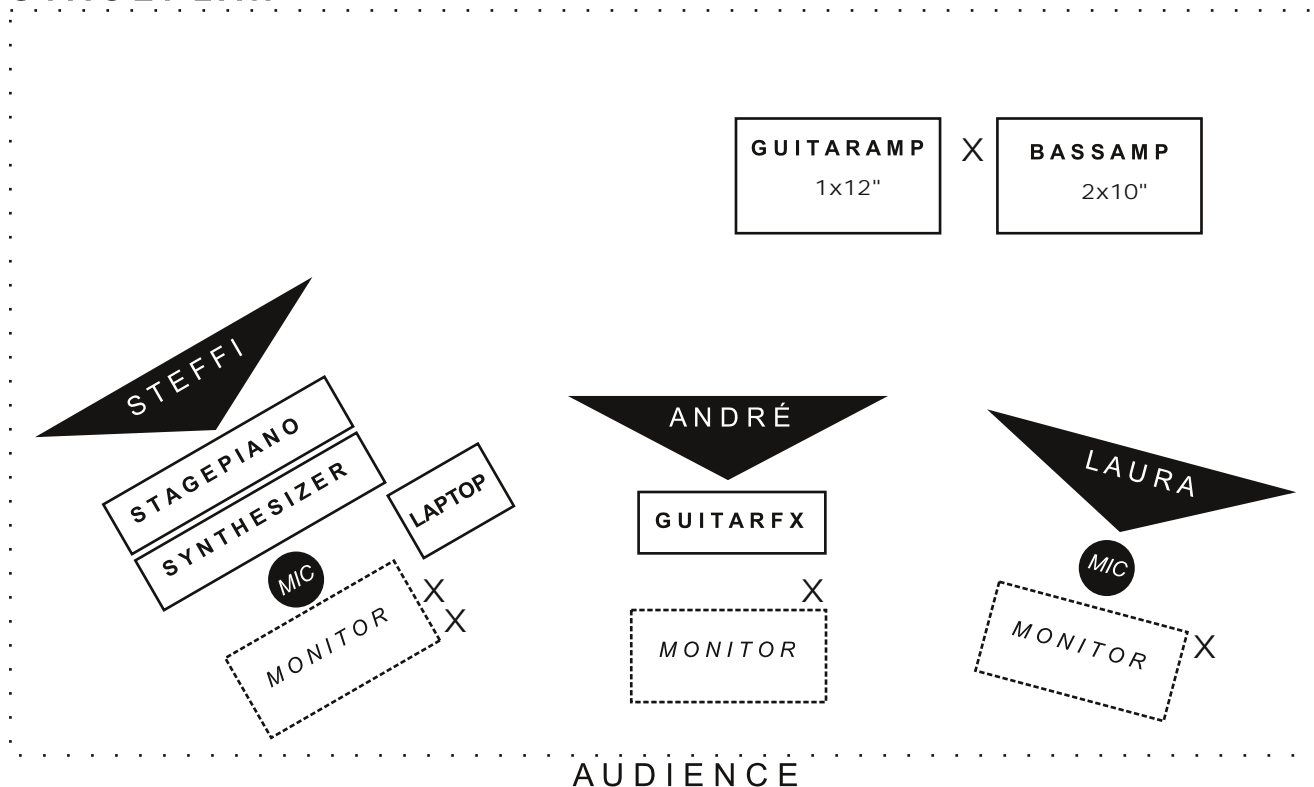 GUITARAMP
1x12"
X
BASSAMP
2x10"
STEFFI
STAGEPIANO
SYNTHESIZER
LAPTOP
MIC
MONITOR
X
X
ANDRÉ
GUITARFX
X
MONITOR
LAURA
MIC
MONITOR
X
AUDIENCE